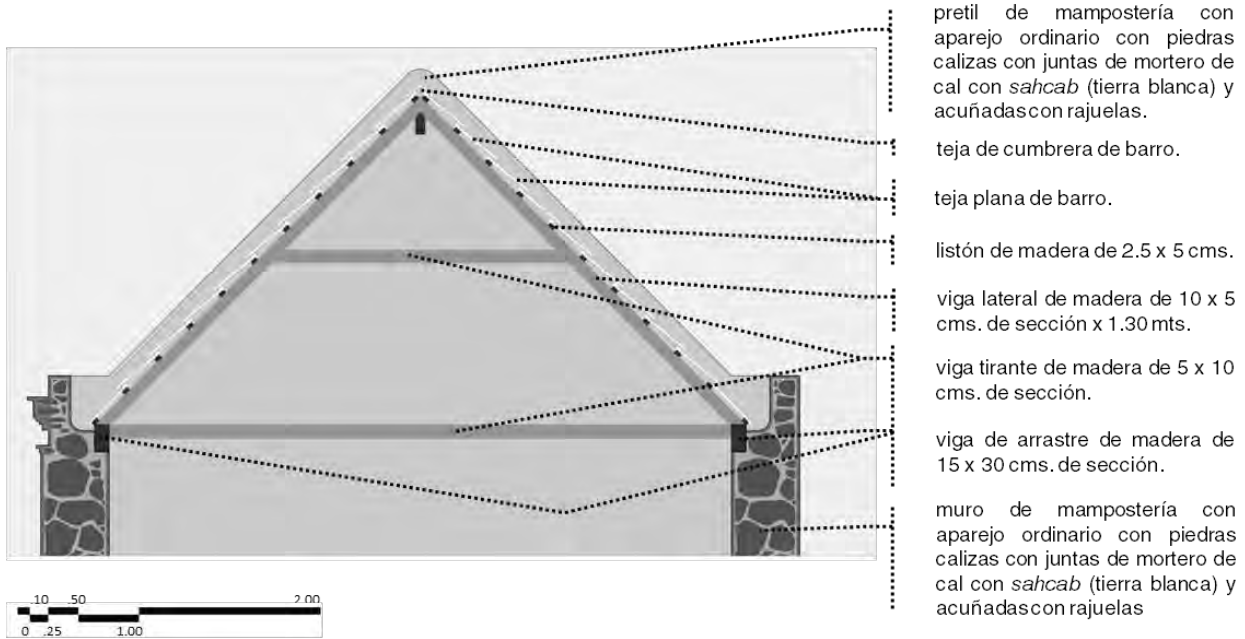 pretil de mampostería con
aparejo ordinario con piedras
calizas con juntas de mortero de
cal con sahcab (tierra blanca) y
acuñadas con rajuelas.
teja de cumbrera de barro.
teja plana de barro.
listón de madera de 2.5 x 5 cms.
viga lateral de madera de 10 x 5
cms. de sección x 1.30 mts.
viga tirante de madera de 5 x 10
cms. de sección.
viga de arrastre de madera de
15 x 30 cms. de sección.
muro de mampostería con
aparejo ordinario con piedras
calizas con juntas de mortero de
cal con sahcab (tierra blanca) y
acuñadas con rajuelas
.10 .50 2.00
0 .25 1.00